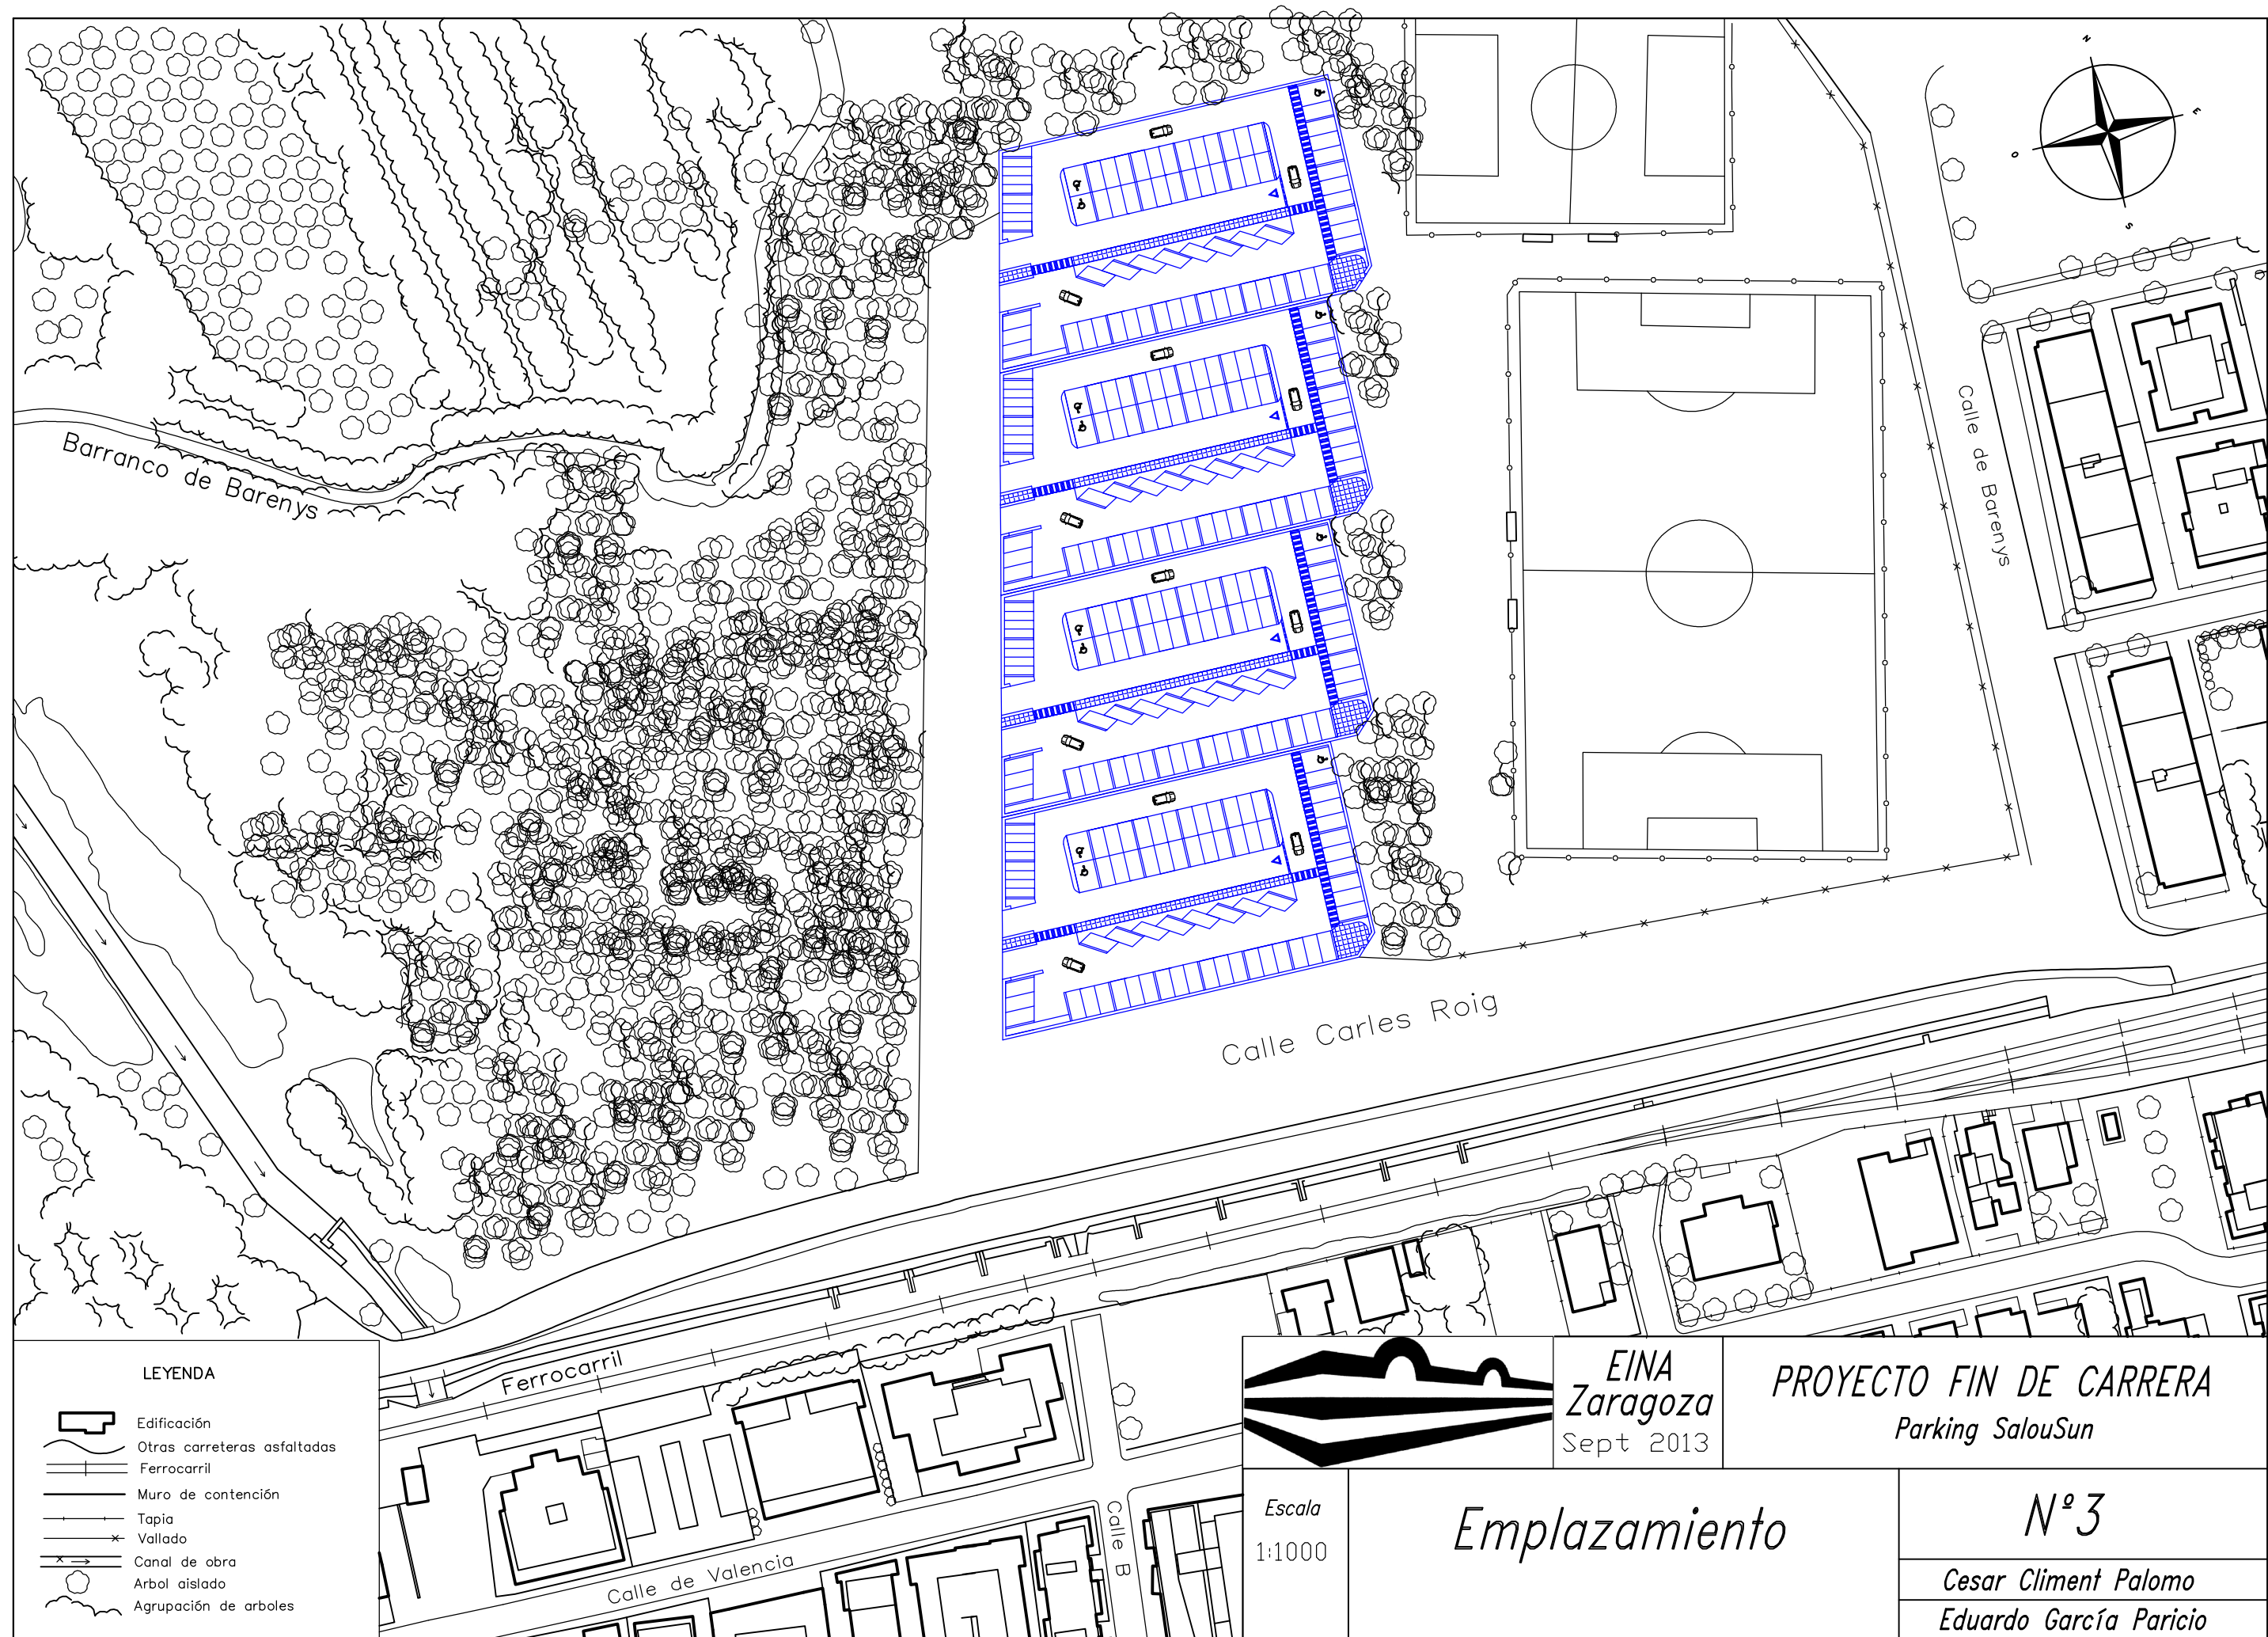 N
E
O
S
Barranco de Barenys
Calle de Barenys
Calle Carles Roig
Ferrocarril
Calle de Valencia
Calle B
LEYENDA
Edificación
Otras carreteras asfaltadas
Ferrocarril
Muro de contención
Tapia
Vallado
Canal de obra
Arbol aislado
Agrupación de arboles
EINA
Zaragoza
Sept 2013
PROYECTO FIN DE CARRERA
Parking SalouSun
Escala
1:1000
Emplazamiento
Nº3
Cesar Climent Palomo
Eduardo García Paricio